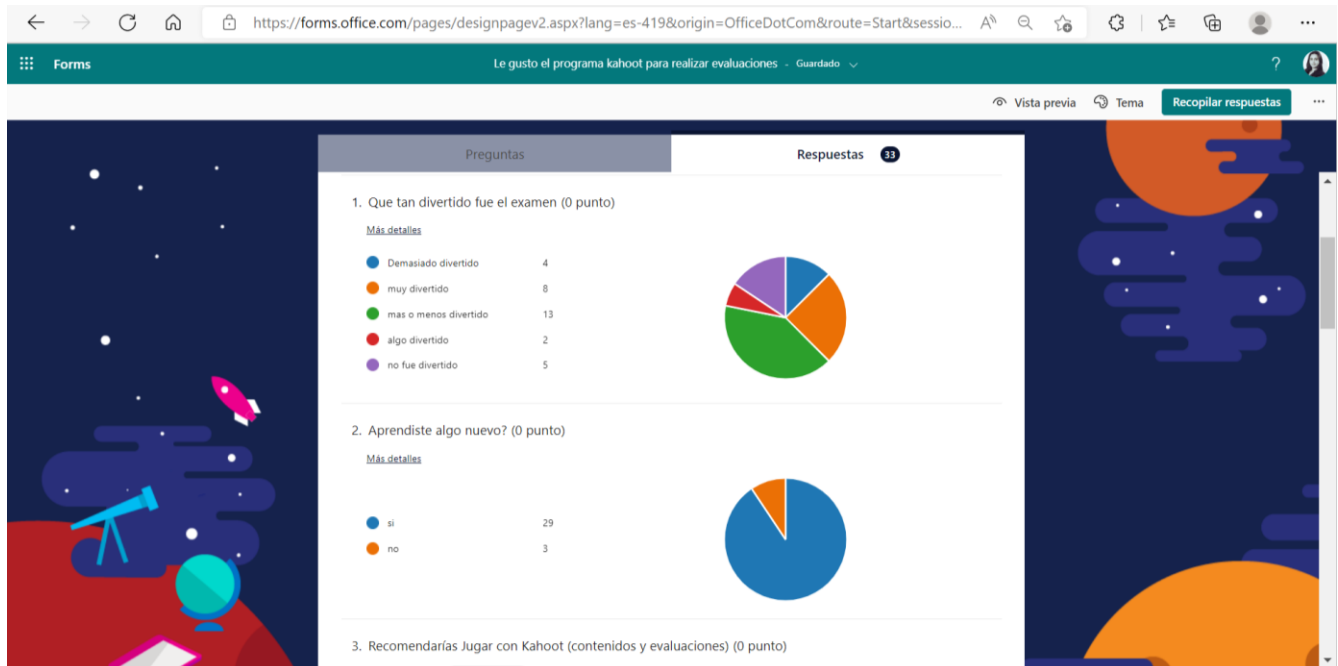 https://forms.office.com/pages/designpagev2.aspx?lang=es-419&origin=OfficeDotCom&route=Start&sessio...
Forms
Le gusto el programa kahoot para realizar evaluaciones - Guardado
?
Vista previa
Tema
Recopilar respuestas
Preguntas
Respuestas 33
1. Que tan divertido fue el examen (0 punto)
Más detalles
Demasiado divertido 4
muy divertido 8
mas o menos divertido 13
algo divertido 2
no fue divertido 5
2. Aprendiste algo nuevo? (0 punto)
Más detalles
si 29
no 3
3. Recomendarías Jugar con Kahoot (contenidos y evaluaciones) (0 punto)